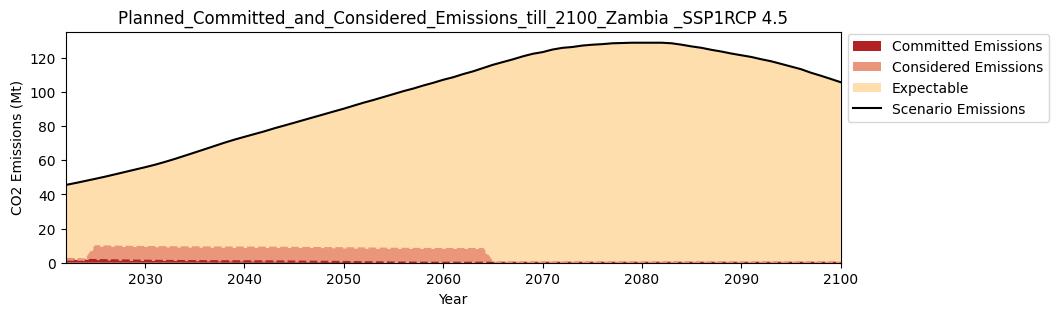 Planned_Committed_and_Considered_Emissions_till_2100_Zambia _SSP1RCP 4.5
120
100
80
60
40
20
0
CO2 Emissions (Mt)
2030 2040 2050 2060 2070 2080 2090 2100
Year
Committed Emissions
Considered Emissions
Expectable
Scenario Emissions